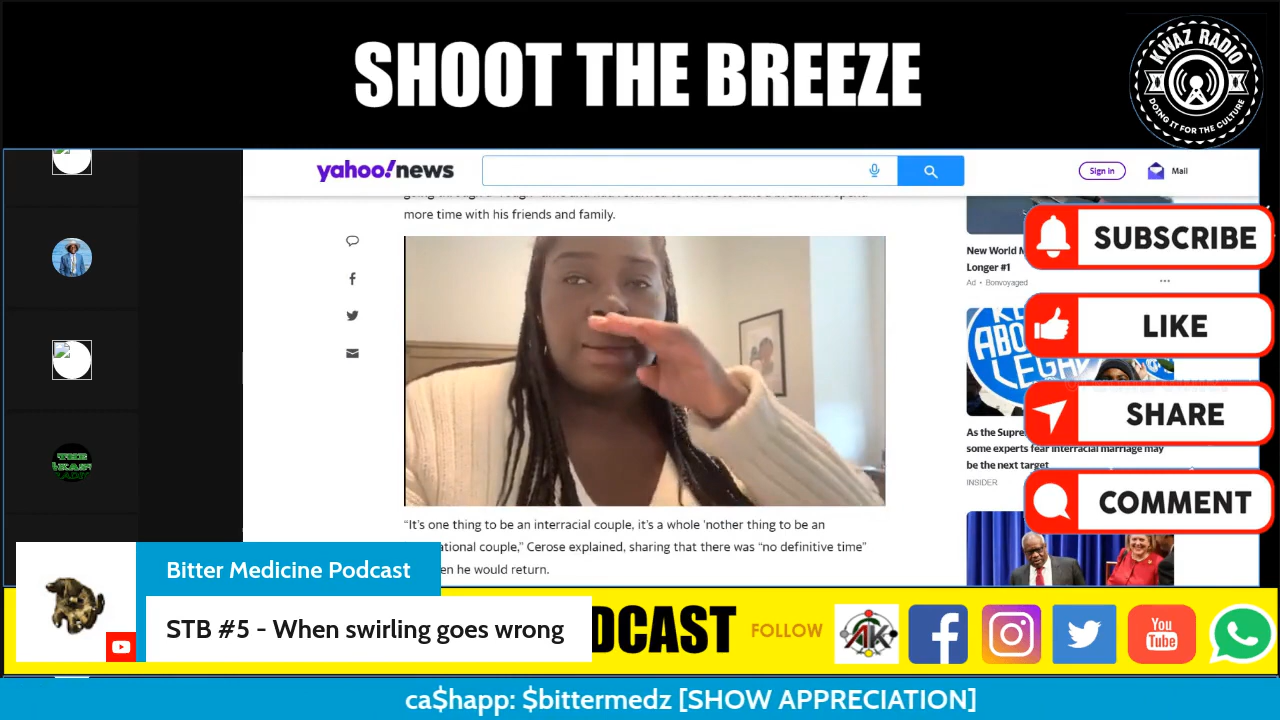 SHOOT THE BREEZE
KWAZ RADIO
DOING IT FOR THE CULTURE
yahoo!news
Sign in
Mail
more time with his friends and family.
New World M
Longer #1
Ad • Bonvoyaged
SUBSCRIBE
LIKE
SHARE
COMMENT
ABO
LEGA
As the Supre
some experts fear interracial marriage may
be the next target
INSIDER
“It’s one thing to be an interracial couple, it’s a whole ’nother thing to be an
ational couple,” Cerose explained, sharing that there was “no definitive time”
en he would return.
Bitter Medicine Podcast
STB #5 - When swirling goes wrong
DCAST
FOLLOW
You
Tube
ca$happ: $bittermedz [SHOW APPRECIATION]